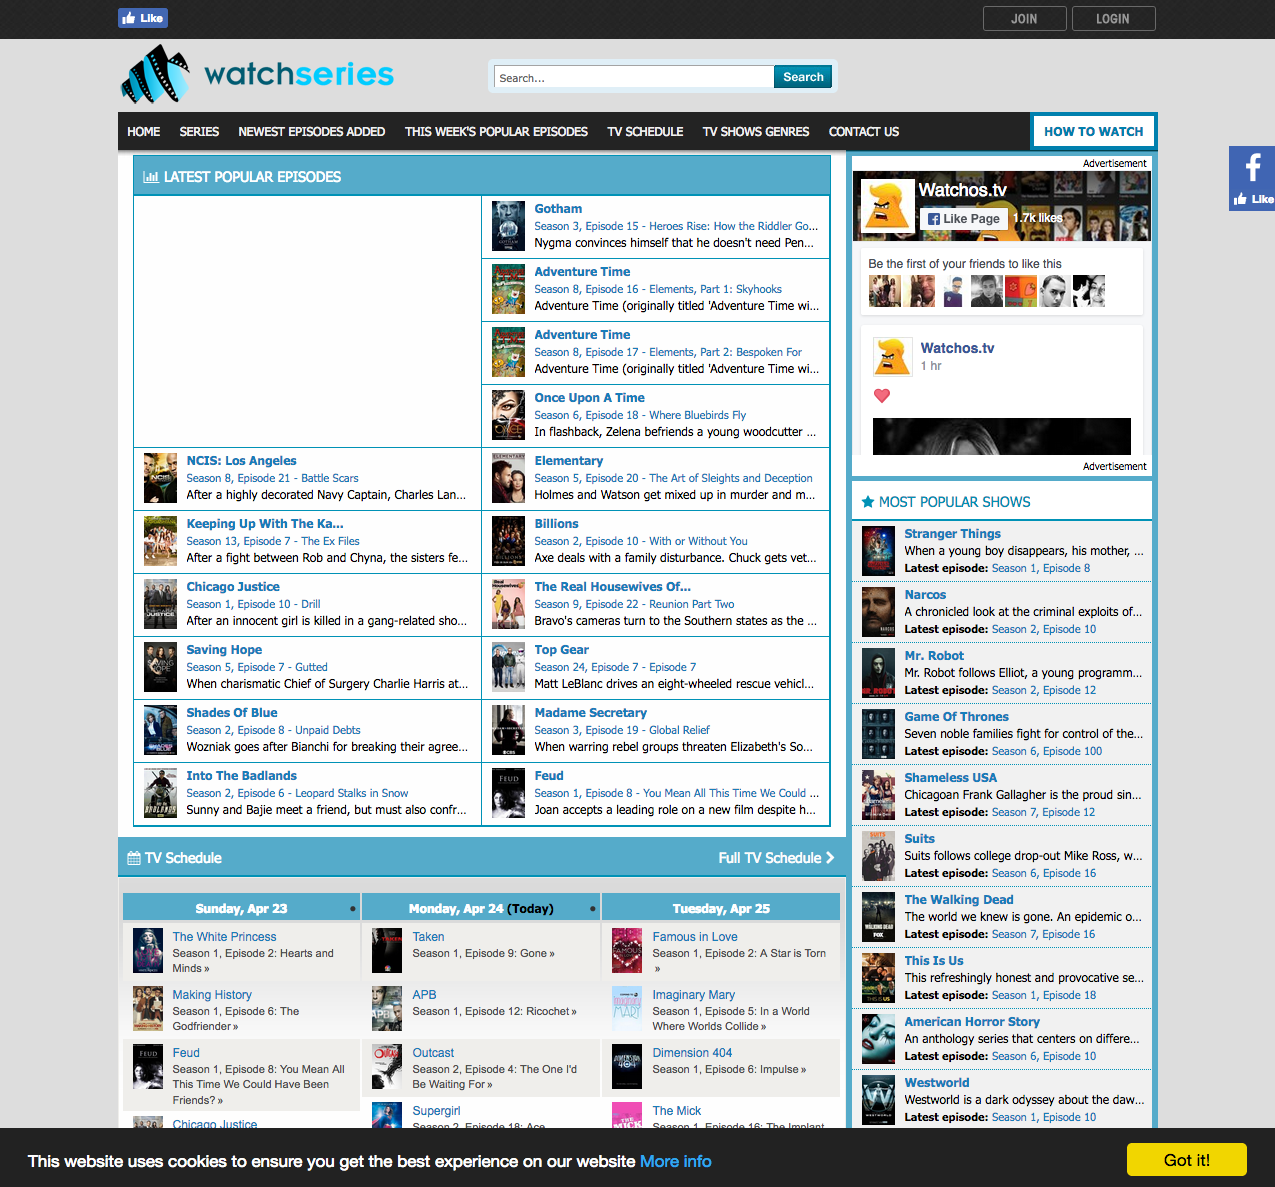 Like
JOIN
LOGIN
watchseries
Search...
Search
HOME
SERIES
NEWEST EPISODES ADDED
THIS WEEK'S POPULAR EPISODES
TV SCHEDULE
TV SHOWS GENRES
CONTACT US
HOW TO WATCH
Like
LATEST POPULAR EPISODES
Gotham
Season 3, Episode 15 - Heroes Rise: How the Riddler Go...
Nygma convinces himself that he doesn't need Pen...
Adventure Time
Season 8, Episode 16 - Elements, Part 1: Skyhooks
Adventure Time (originally titled 'Adventure Time wi...
Adventure Time
Season 8, Episode 17 - Elements, Part 2: Bespoken For
Adventure Time (originally titled 'Adventure Time wi...
Once Upon A Time
Season 6, Episode 18 - Where Bluebirds Fly
In flashback, Zelena befriends a young woodcutter ...
NCIS: Los Angeles
Season 8, Episode 21 - Battle Scars
After a highly decorated Navy Captain, Charles Lan...
Elementary
Season 5, Episode 20 - The Art of Sleights and Deception
Holmes and Watson get mixed up in murder and m...
Keeping Up With The Ka...
Season 13, Episode 7 - The Ex Files
After a fight between Rob and Chyna, the sisters fe...
Billions
Season 2, Episode 10 - With or Without You
Axe deals with a family disturbance. Chuck gets vet...
Chicago Justice
Season 1, Episode 10 - Drill
After an innocent girl is killed in a gang-related sho...
The Real Housewives Of...
Season 9, Episode 22 - Reunion Part Two
Bravo's cameras turn to the Southern states as the ...
Saving Hope
Season 5, Episode 7 - Gutted
When charismatic Chief of Surgery Charlie Harris at...
Top Gear
Season 24, Episode 7 - Episode 7
Matt LeBlanc drives an eight-wheeled rescue vehicl...
Shades Of Blue
Season 2, Episode 8 - Unpaid Debts
Wozniak goes after Bianchi for breaking their agree...
Madame Secretary
Season 3, Episode 19 - Global Relief
When warring rebel groups threaten Elizabeth's So...
Into The Badlands
Season 2, Episode 6 - Leopard Stalks in Snow
Sunny and Bajie meet a friend, but must also confr...
Feud
Season 1, Episode 8 - You Mean All This Time We Could ...
Joan accepts a leading role on a new film despite h...
Advertisement
Watchos.tv
Like Page
1.7k likes
Be the first of your friends to like this
Watchos.tv
1 hr
Advertisement
MOST POPULAR SHOWS
Stranger Things
When a young boy disappears, his mother, ...
Latest episode: Season 1, Episode 8
Narcos
A chronicled look at the criminal exploits of...
Latest episode: Season 2, Episode 10
Mr. Robot
Mr. Robot follows Elliot, a young programm...
Latest episode: Season 2, Episode 12
Game Of Thrones
Seven noble families fight for control of the...
Latest episode: Season 6, Episode 100
Shameless USA
Chicagoan Frank Gallagher is the proud sin...
Latest episode: Season 7, Episode 12
Suits
Suits follows college drop-out Mike Ross, w...
Latest episode: Season 6, Episode 16
The Walking Dead
The world we knew is gone. An epidemic o...
Latest episode: Season 7, Episode 16
This Is Us
This refreshingly honest and provocative se...
Latest episode: Season 1, Episode 18
American Horror Story
An anthology series that centers on differe...
Latest episode: Season 6, Episode 10
Westworld
Westworld is a dark odyssey about the daw...
Latest episode: Season 1, Episode 10
TV Schedule
Full TV Schedule
Sunday, Apr 23
The White Princess
Season 1, Episode 2: Hearts and
Minds »
Making History
Season 1, Episode 6: The
Godfriender »
Feud
Season 1, Episode 8: You Mean All
This Time We Could Have Been
Friends? »
Chicago Justice
Monday, Apr 24 (Today)
Taken
Season 1, Episode 9: Gone »
APB
Season 1, Episode 12: Ricochet »
Outcast
Season 2, Episode 4: The One I'd
Be Waiting For »
Supergirl
Season 2, Episode 18: Ace
Tuesday, Apr 25
Famous in Love
Season 1, Episode 2: A Star is Torn
»
Imaginary Mary
Season 1, Episode 5: In a World
Where Worlds Collide »
Dimension 404
Season 1, Episode 6: Impulse »
The Mick
Season 1, Episode 16: The Implant
This website uses cookies to ensure you get the best experience on our website More info
Got it!